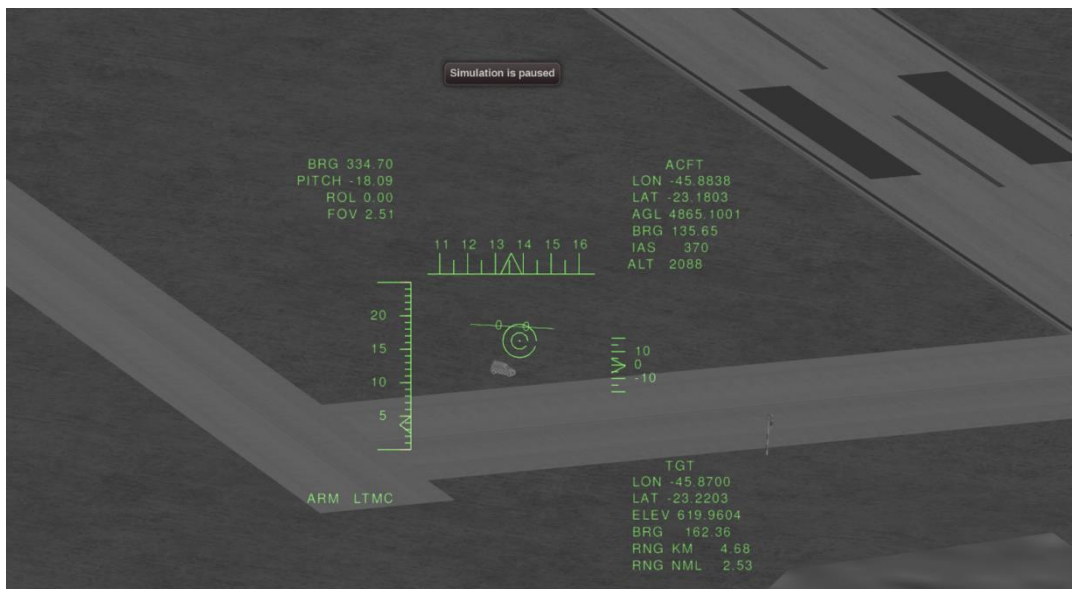 Simulation is paused
BRG 334.70
PITCH -18.09
ROL 0.00
FOV 2.51
ACFT
LON -45.8838
LAT -23.1803
AGL 4865.1001
BRG 135.65
IAS 370
ALT 2088
11 12 13 14 15 16
20
15
10
5
0 0
10
0
-10
ARM LTMC
TGT
LON -45.8700
LAT -23.2203
ELEV 619.9604
BRG 162.36
RNG KM 4.68
RNG NML 2.53